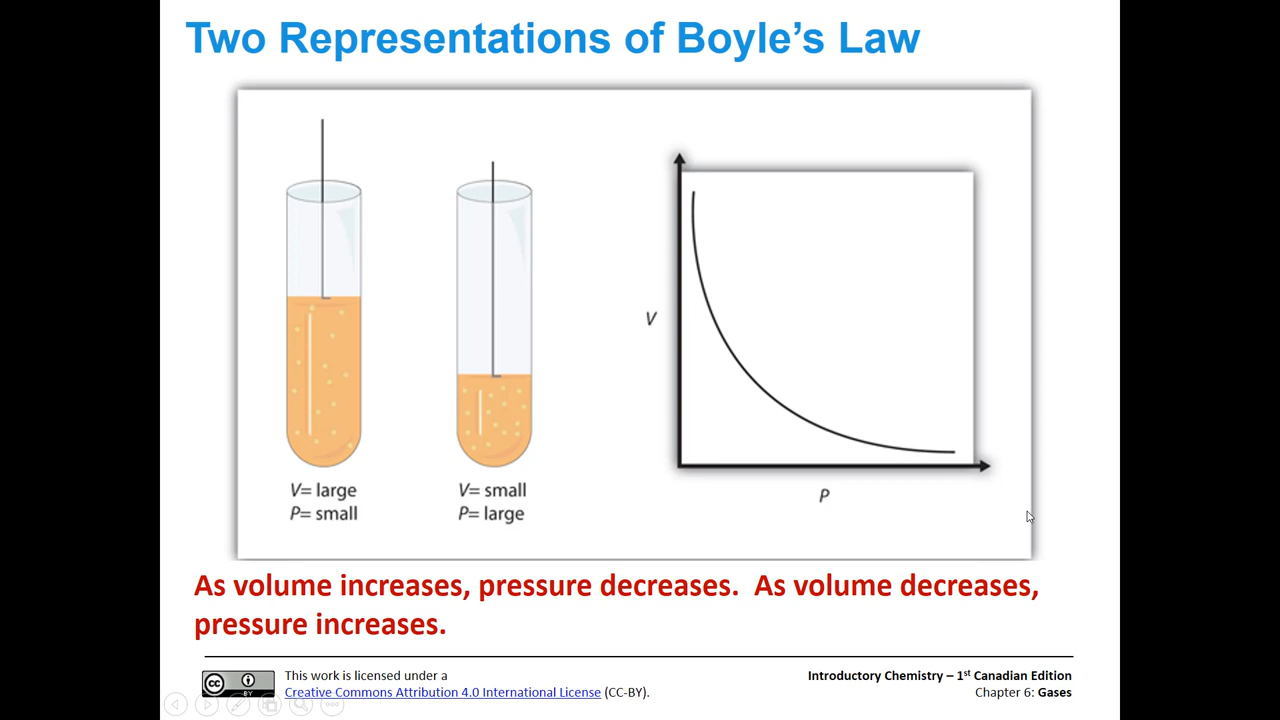 Two Representations of Boyle’s Law
V= large
P= small
V= small
P= large
V
P
As volume increases, pressure decreases.  As volume decreases,
pressure increases.
cc
BY
This work is licensed under a
Creative Commons Attribution 4.0 International License (CC-BY).
Introductory Chemistry – 1st Canadian Edition
Chapter 6: Gases